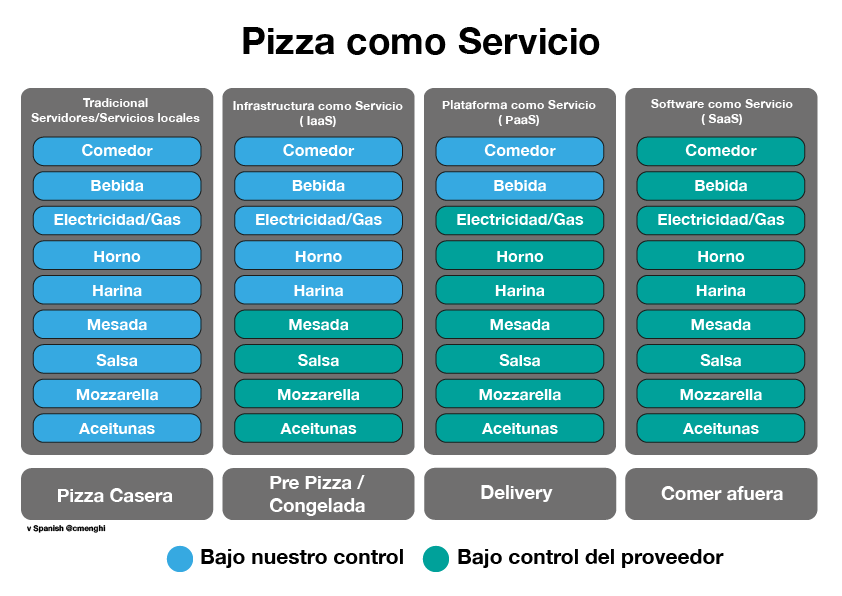 Pizza como Servicio
Tradicional
Servidores/Servicios locales
Comedor
Bebida
Electricidad/Gas
Horno
Harina
Mesada
Salsa
Mozzarella
Aceitunas
Pizza Casera
Infrastructura como Servicio
( IaaS)
Comedor
Bebida
Electricidad/Gas
Horno
Harina
Mesada
Salsa
Mozzarella
Aceitunas
Pre Pizza /
Congelada
Plataforma como Servicio
( PaaS)
Comedor
Bebida
Electricidad/Gas
Horno
Harina
Mesada
Salsa
Mozzarella
Aceitunas
Delivery
Software como Servicio
( SaaS)
Comedor
Bebida
Electricidad/Gas
Horno
Harina
Mesada
Salsa
Mozzarella
Aceitunas
Comer afuera
v Spanish @cmenghi
Bajo nuestro control
Bajo control del proveedor